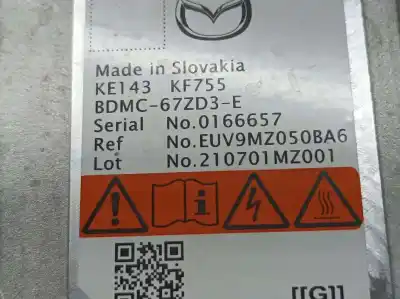 Made in Slovakia
KE143 KF755
BDMC-67ZD3-E
Serial No.0166657
Ref No.EUV9MZ050BA6
Lot No.210701MZ001
[[G]]